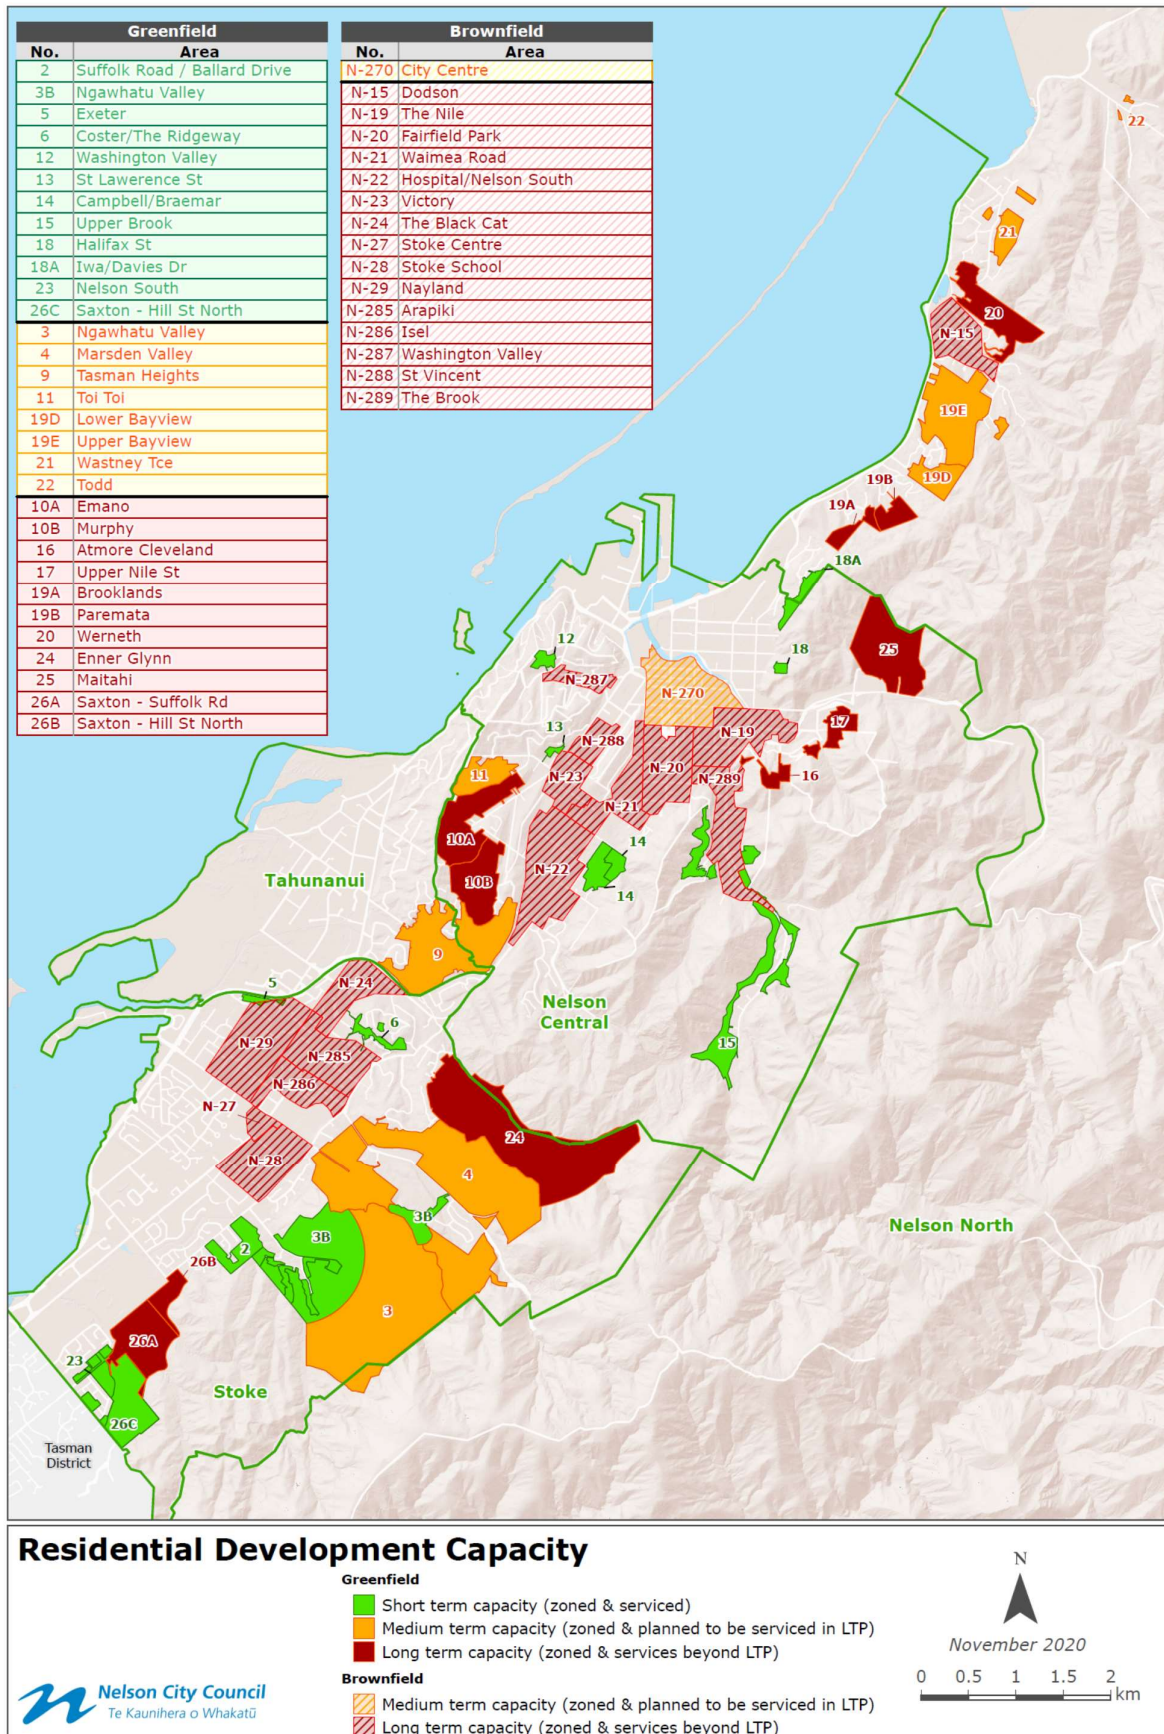 Greenfield
No. Area
2 Suffolk Road / Ballard Drive
3B Ngawhatu Valley
5 Exeter
6 Coster/The Ridgeway
12 Washington Valley
13 St Lawerence St
14 Campbell/Braemar
15 Upper Brook
18 Halifax St
18A Iwa/Davies Dr
23 Nelson South
26C Saxton - Hill St North
3 Ngawhatu Valley
4 Marsden Valley
9 Tasman Heights
11 Toi Toi
19D Lower Bayview
19E Upper Bayview
21 Wastney Tce
22 Todd
10A Emano
10B Murphy
16 Atmore Cleveland
17 Upper Nile St
19A Brooklands
19B Paremata
20 Werneth
24 Enner Glynn
25 Maitahi
26A Saxton - Suffolk Rd
26B Saxton - Hill St North
Brownfield
No. Area
N-270 City Centre
N-15 Dodson
N-19 The Nile
N-20 Fairfield Park
N-21 Waimea Road
N-22 Hospital/Nelson South
N-23 Victory
N-24 The Black Cat
N-27 Stoke Centre
N-28 Stoke School
N-29 Nayland
N-285 Arapiki
N-286 Isel
N-287 Washington Valley
N-288 St Vincent
N-289 The Brook
22
21
20
N-15
19E
19D
19B
19A
18A
12
18
25
N-287
N-270
17
13
N-288
N-19
11
N-23
N-20
N-289
16
N-21
10A
14
N-22
Tahunanui
10B
14
9
N-24
5
Nelson
Central
6
15
N-29
N-285
N-286
N-27
24
N-28
4
3B
Nelson North
3B
2
26B
3
26A
23
Stoke
26C
Tasman
District
Residential Development Capacity
Greenfield
Short term capacity (zoned & serviced)
Medium term capacity (zoned & planned to be serviced in LTP)
Long term capacity (zoned & services beyond LTP)
Brownfield
Medium term capacity (zoned & planned to be serviced in LTP)
Long term capacity (zoned & services beyond LTP)
Nelson City Council
Te Kaunihera o Whakatū
N
November 2020
0 0.5 1 1.5 2
km